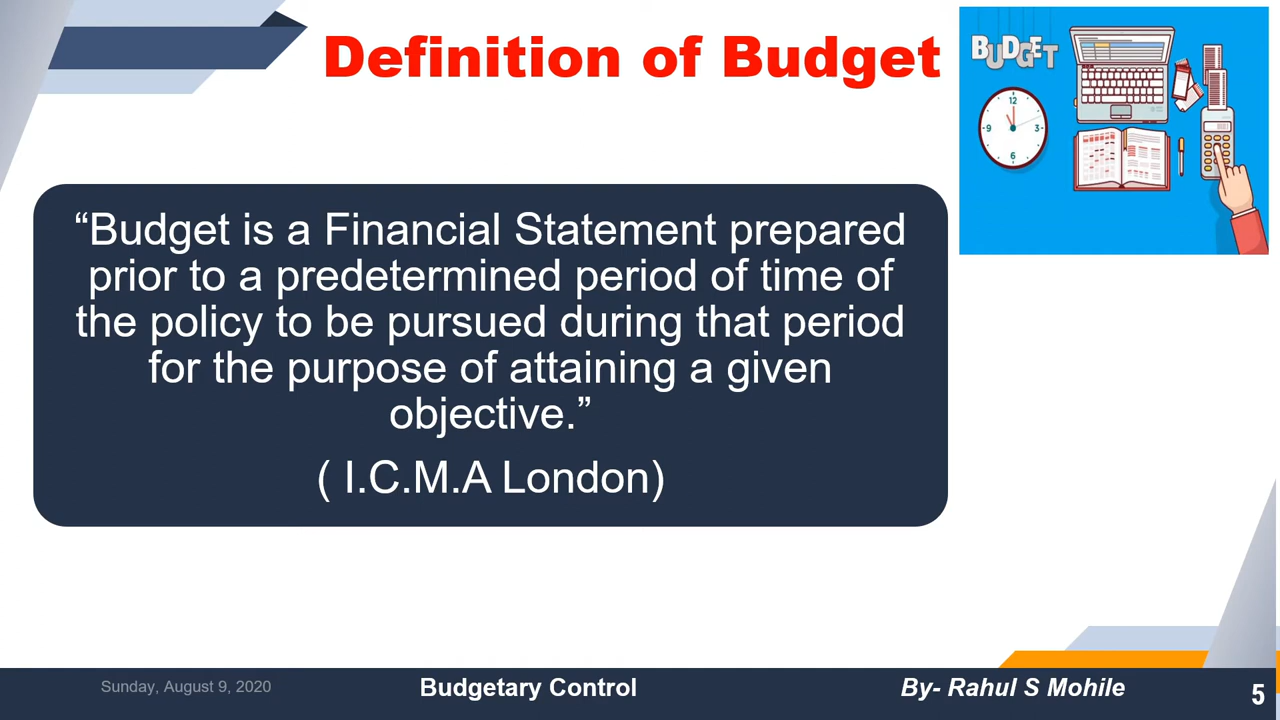 Definition of Budget
BUDGET
12
9
3
6
“Budget is a Financial Statement prepared
prior to a predetermined period of time of
the policy to be pursued during that period
for the purpose of attaining a given
objective.”
( I.C.M.A London)
Sunday, August 9, 2020
Budgetary Control
By- Rahul S Mohile
5